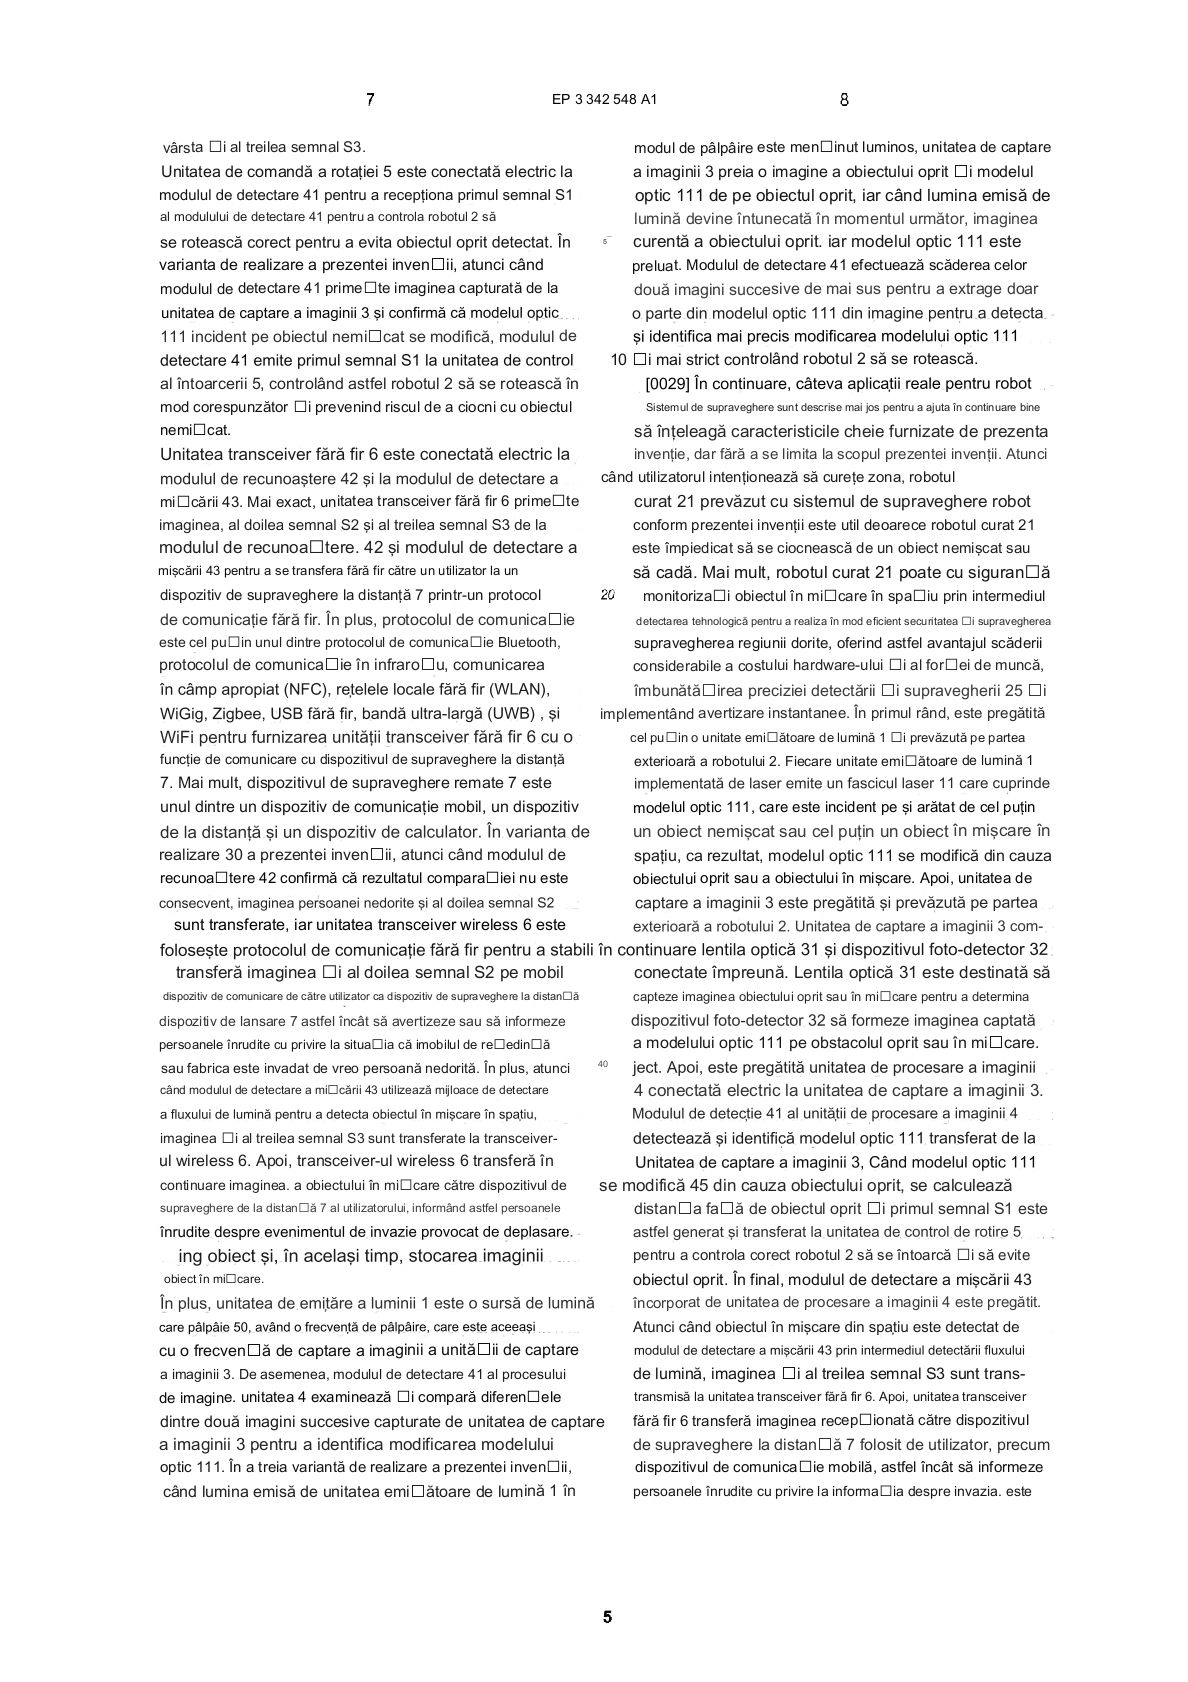 7
EP 3 342 548 A1
8
vârsta □i al treilea semnal S3.
Unitatea de comandă a rotației 5 este conectată electric la
modulul de detectare 41 pentru a recepționa primul semnal S1
al modulului de detectare 41 pentru a controla robotul 2 să
se rotească corect pentru a evita obiectul oprit detectat. În
varianta de realizare a prezentei inven□ii, atunci când
modulul de detectare 41 prime□te imaginea capturată de la
unitatea de captare a imaginii 3 și confirmă că modelul optic
111 incident pe obiectul nemi□cat se modifică, modulul de
detectare 41 emite primul semnal S1 la unitatea de control
al întoarcerii 5, controlând astfel robotul 2 să se rotească în
mod corespunzător □i prevenind riscul de a ciocni cu obiectul
nemi□cat.
Unitatea transceiver fără fir 6 este conectată electric la
modulul de recunoaștere 42 și la modulul de detectare a
mi□cării 43. Mai exact, unitatea transceiver fără fir 6 prime□te
imaginea, al doilea semnal S2 și al treilea semnal S3 de la
modulul de recunoa□tere. 42 și modulul de detectare a
mișcării 43 pentru a se transfera fără fir către un utilizator la un
dispozitiv de supraveghere la distanță 7 printr-un protocol
de comunicație fără fir. În plus, protocolul de comunica□ie
este cel pu□in unul dintre protocolul de comunica□ie Bluetooth,
protocolul de comunica□ie în infraro□u, comunicarea
în câmp apropiat (NFC), rețelele locale fără fir (WLAN),
WiGig, Zigbee, USB fără fir, bandă ultra-largă (UWB) , și
WiFi pentru furnizarea unității transceiver fără fir 6 cu o
funcție de comunicare cu dispozitivul de supraveghere la distanță
7. Mai mult, dispozitivul de supraveghere remate 7 este
unul dintre un dispozitiv de comunicație mobil, un dispozitiv
de la distanță și un dispozitiv de calculator. În varianta de
realizare 30 a prezentei inven□ii, atunci când modulul de
recunoa□tere 42 confirmă că rezultatul compara□iei nu este
consecvent, imaginea persoanei nedorite și al doilea semnal S2
sunt transferate, iar unitatea transceiver wireless 6 este
folosește protocolul de comunicație fără fir pentru a stabili în continuare lentila optică 31 și dispozitivul foto-detector 32
transferă imaginea □i al doilea semnal S2 pe mobil
dispozitiv de comunicare de către utilizator ca dispozitiv de supraveghere la distan□ă
dispozitiv de lansare 7 astfel încât să avertizeze sau să informeze
persoanele înrudite cu privire la situa□ia că imobilul de re□edin□ă
sau fabrica este invadat de vreo persoană nedorită. În plus, atunci
când modulul de detectare a mi□cării 43 utilizează mijloace de detectare
a fluxului de lumină pentru a detecta obiectul în mișcare în spațiu,
imaginea □i al treilea semnal S3 sunt transferate la transceiver-
ul wireless 6. Apoi, transceiver-ul wireless 6 transferă în
continuare imaginea. a obiectului în mi□care către dispozitivul de
supraveghere de la distan□ă 7 al utilizatorului, informând astfel persoanele
înrudite despre evenimentul de invazie provocat de deplasare.
ing obiect și, în același timp, stocarea imaginii
obiect în mi□care.
În plus, unitatea de emițăre a luminii 1 este o sursă de lumină
care pâlpâie 50, având o frecvență de pâlpâire, care este aceeași
cu o frecven□ă de captare a imaginii a unită□ii de captare
a imaginii 3. De asemenea, modulul de detectare 41 al procesului
de imagine. unitatea 4 examinează □i compară diferen□ele
dintre două imagini succesive capturate de unitatea de captare
a imaginii 3 pentru a identifica modificarea modelului
optic 111. În a treia variantă de realizare a prezentei inven□ii,
când lumina emisă de unitatea emi□ătoare de lumină 1 în
modul de pâlpâire este men□inut luminos, unitatea de captare
a imaginii 3 preia o imagine a obiectului oprit □i modelul
optic 111 de pe obiectul oprit, iar când lumina emisă de
lumină devine întunecată în momentul următor, imaginea
5 curentă a obiectului oprit. iar modelul optic 111 este
preluat. Modulul de detectare 41 efectuează scăderea celor
două imagini succesive de mai sus pentru a extrage doar
o parte din modelul optic 111 din imagine pentru a detecta
și identifica mai precis modificarea modelului optic 111
10 □i mai strict controlând robotul 2 să se rotească.
[0029] În continuare, câteva aplicații reale pentru robot
Sistemul de supraveghere sunt descrise mai jos pentru a ajuta în continuare bine
să înțeleagă caracteristicile cheie furnizate de prezenta
invenție, dar fără a se limita la scopul prezentei invenții. Atunci
când utilizatorul intenționează să curețe zona, robotul
curat 21 prevăzut cu sistemul de supraveghere robot
conform prezentei invenții este util deoarece robotul curat 21
este împiedicat să se ciocnească de un obiect nemișcat sau
să cadă. Mai mult, robotul curat 21 poate cu siguran□ă
20 monitoriza□i obiectul în mi□care în spa□iu prin intermediul
detectarea tehnologică pentru a realiza în mod eficient securitatea □i supravegherea
supravegherea regiunii dorite, oferind astfel avantajul scăderii
considerabile a costului hardware-ului □i al for□ei de muncă,
îmbunătă□irea preciziei detectării □i supravegherii 25 □i
implementând avertizare instantanee. În primul rând, este pregătită
cel pu□in o unitate emi□ătoare de lumină 1 □i prevăzută pe partea
exterioară a robotului 2. Fiecare unitate emi□ătoare de lumină 1
implementată de laser emite un fascicul laser 11 care cuprinde
modelul optic 111, care este incident pe și arătat de cel puțin
un obiect nemișcat sau cel puțin un obiect în mișcare în
spațiu, ca rezultat, modelul optic 111 se modifică din cauza
obiectului oprit sau a obiectului în mișcare. Apoi, unitatea de
captare a imaginii 3 este pregătită și prevăzută pe partea
exterioară a robotului 2. Unitatea de captare a imaginii 3 com-
conectate împreună. Lentila optică 31 este destinată să
capteze imaginea obiectului oprit sau în mi□care pentru a determina
dispozitivul foto-detector 32 să formeze imaginea captată
a modelului optic 111 pe obstacolul oprit sau în mi□care.
40 ject. Apoi, este pregătită unitatea de procesare a imaginii
4 conectată electric la unitatea de captare a imaginii 3.
Modulul de detecție 41 al unității de procesare a imaginii 4
detectează și identifică modelul optic 111 transferat de la
Unitatea de captare a imaginii 3, Când modelul optic 111
se modifică 45 din cauza obiectului oprit, se calculează
distan□a fa□ă de obiectul oprit □i primul semnal S1 este
astfel generat și transferat la unitatea de control de rotire 5
pentru a controla corect robotul 2 să se întoarcă □i să evite
obiectul oprit. În final, modulul de detectare a mișcării 43
încorporat de unitatea de procesare a imaginii 4 este pregătit.
Atunci când obiectul în mișcare din spațiu este detectat de
modulul de detectare a mișcării 43 prin intermediul detectării fluxului
de lumină, imaginea □i al treilea semnal S3 sunt trans-
transmisă la unitatea transceiver fără fir 6. Apoi, unitatea transceiver
fără fir 6 transferă imaginea recep□ionată către dispozitivul
de supraveghere la distan□ă 7 folosit de utilizator, precum
dispozitivul de comunica□ie mobilă, astfel încât să informeze
persoanele înrudite cu privire la informa□ia despre invazia. este
5